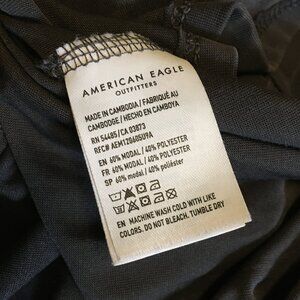 AMERICAN EAGLE
OUTFITTERS
MADE IN CAMBODIA / FABRIQUÉ AU
CAMBODGE / HECHO EN CAMBOYA
RN 54485 / CA 03873
EN 60% MODAL / 40% POLYESTER
FR 60% MODAL / 40% POLYESTER
SP 60% modal / 40% poliéster
EN MACHINE WASH COLD WITH LIKE
COLORS. DO NOT BLEACH. TUMBLE DRY